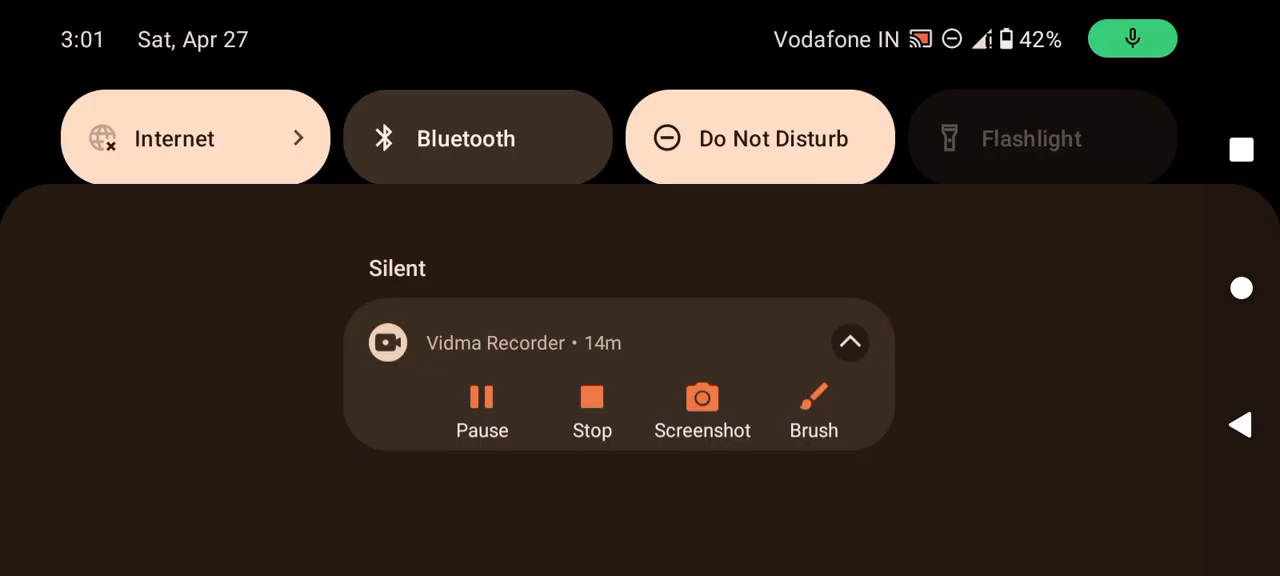 3:01 Sat, Apr 27 Vodafone IN 42%
Internet Bluetooth Do Not Disturb Flashlight
Silent
Vidma Recorder • 14m
Pause Stop Screenshot Brush